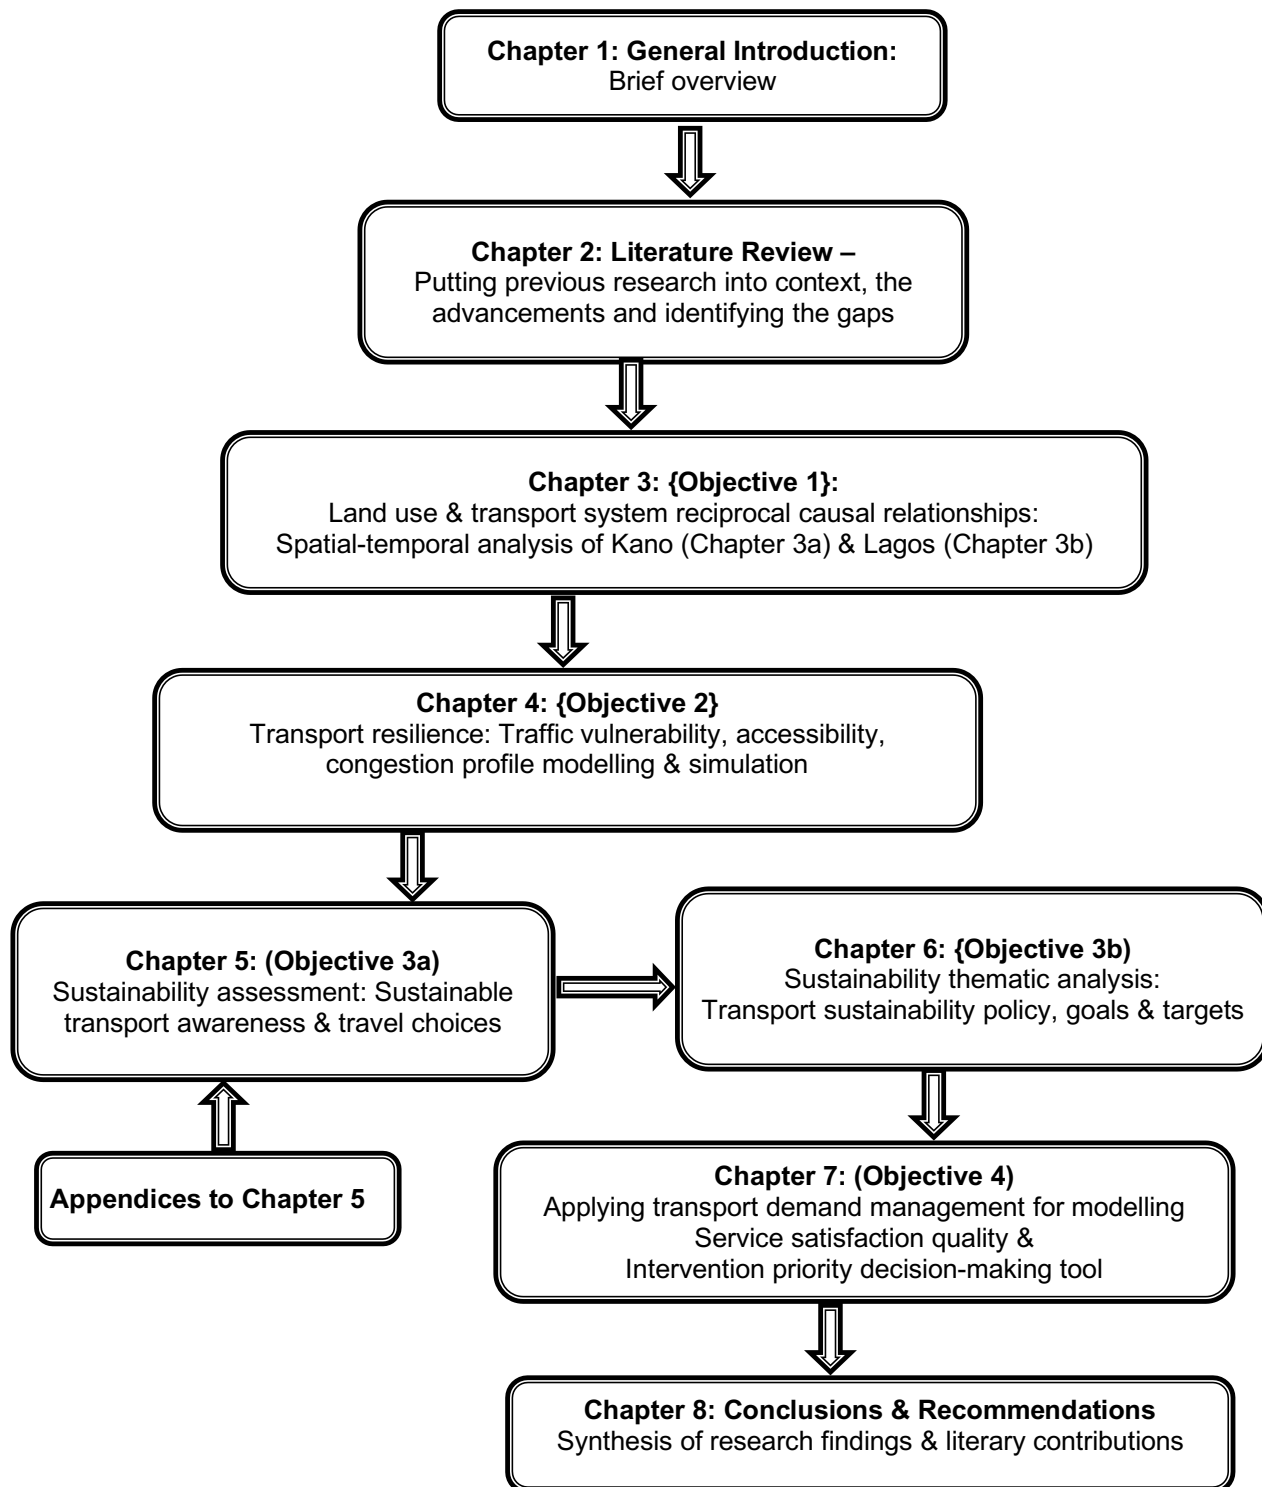 Chapter 1: General Introduction:
Brief overview
Chapter 2: Literature Review –
Putting previous research into context, the
advancements and identifying the gaps
Chapter 3: {Objective 1}:
Land use & transport system reciprocal causal relationships:
Spatial-temporal analysis of Kano (Chapter 3a) & Lagos (Chapter 3b)
Chapter 4: {Objective 2}
Transport resilience: Traffic vulnerability, accessibility,
congestion profile modelling & simulation
Chapter 5: (Objective 3a)
Sustainability assessment: Sustainable
transport awareness & travel choices
Chapter 6: {Objective 3b)
Sustainability thematic analysis:
Transport sustainability policy, goals & targets
Appendices to Chapter 5
Chapter 7: (Objective 4)
Applying transport demand management for modelling
Service satisfaction quality &
Intervention priority decision-making tool
Chapter 8: Conclusions & Recommendations
Synthesis of research findings & literary contributions